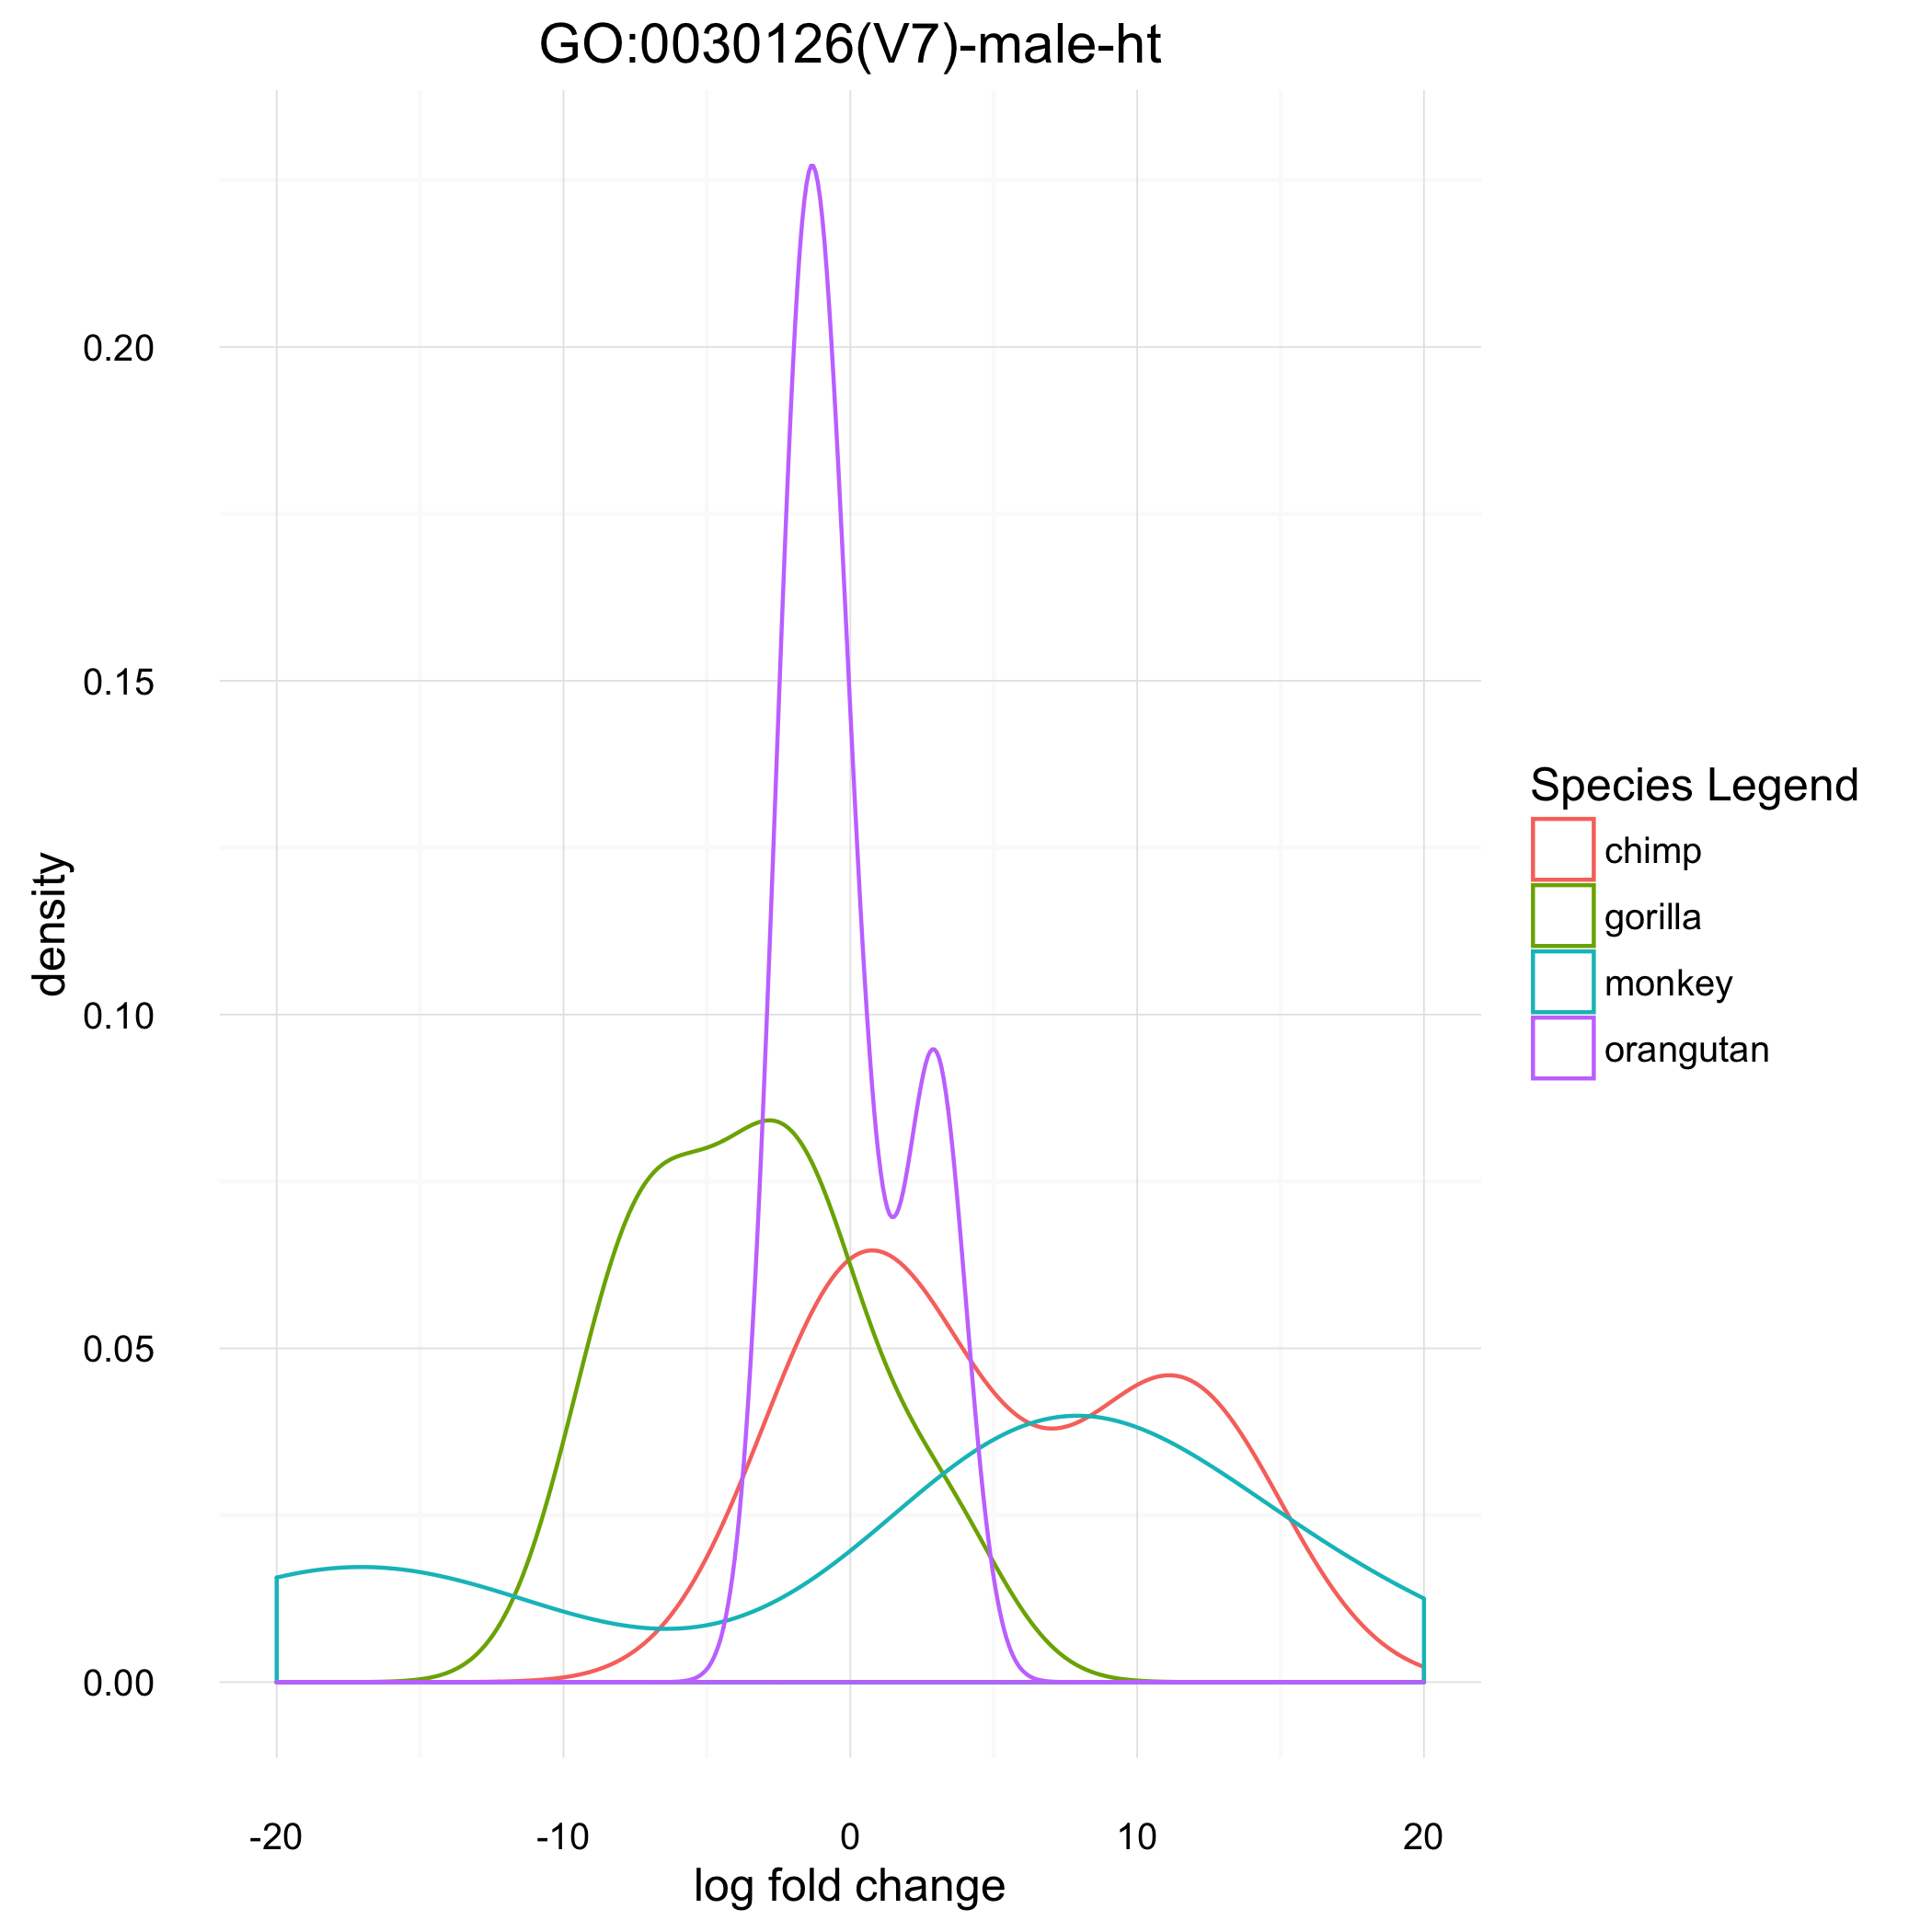 GO:0030126(V7)-male-ht
0.20
0.15
0.10
0.05
0.00
density
-20 -10 0 10 20
log fold change
Species Legend
chimp
gorilla
monkey
orangutan